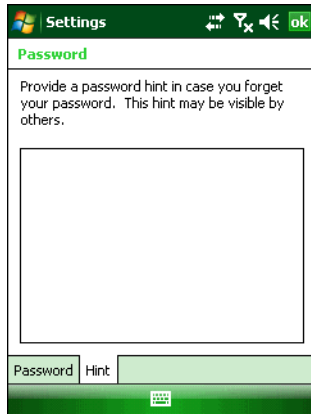 Settings ok
Password
Provide a password hint in case you forget
your password. This hint may be visible by
others.
Password Hint